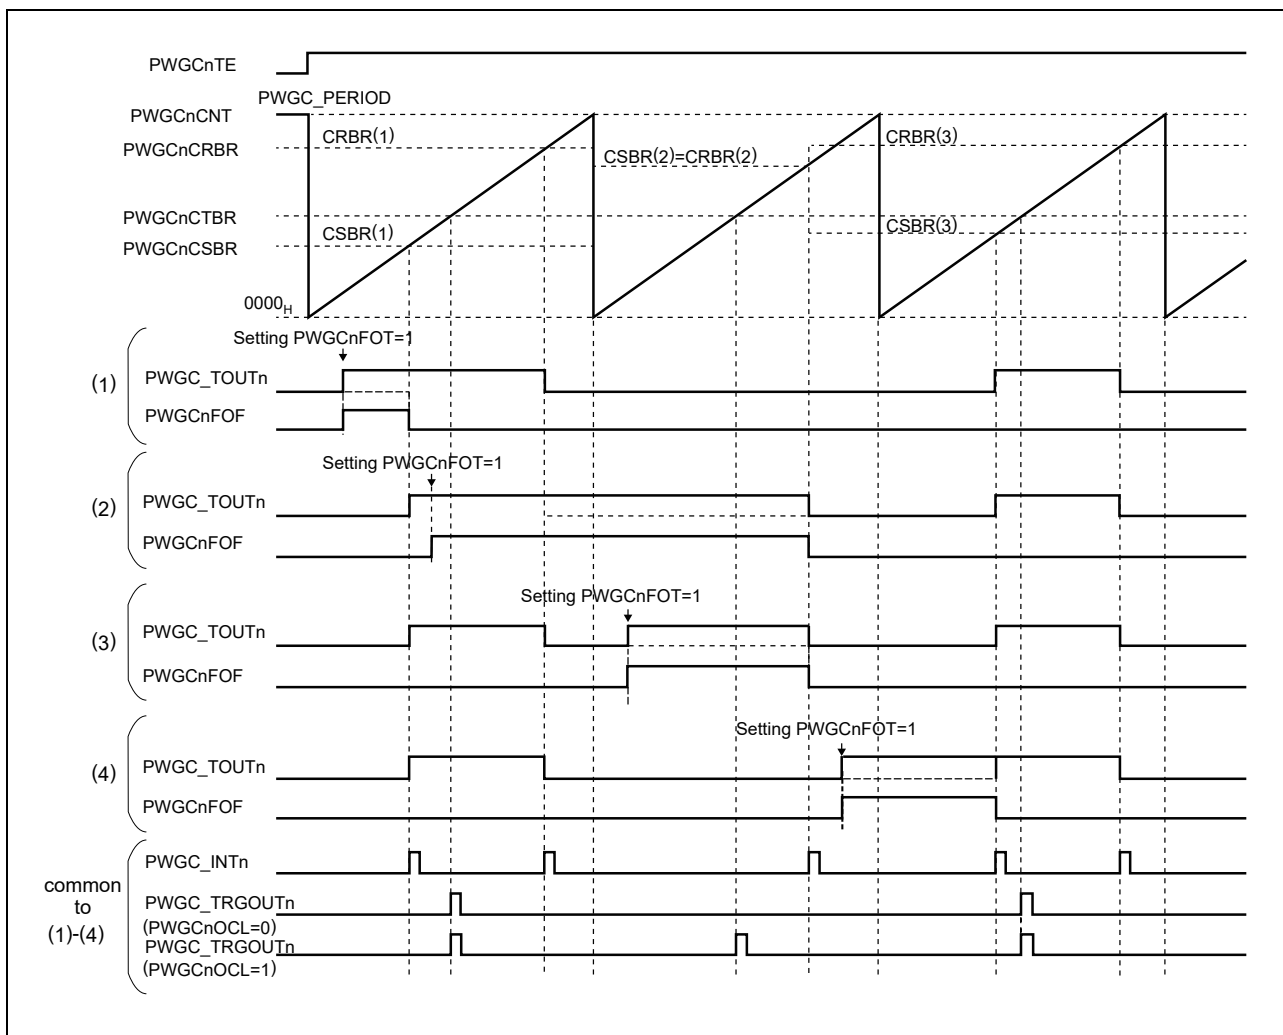 PWGCnTE
PWGC_PERIOD
PWGCnCNT
CRBR(1)
CRBR(3)
PWGCnCRBR
CSBR(2)=CRBR(2)
PWGCnCTBR
CSBR(1)
CSBR(3)
PWGCnCSBR
0000H
Setting PWGCnFOT=1
(1)
PWGC_TOUTn
PWGCnFOF
Setting PWGCnFOT=1
(2)
PWGC_TOUTn
PWGCnFOF
Setting PWGCnFOT=1
(3)
PWGC_TOUTn
PWGCnFOF
Setting PWGCnFOT=1
(4)
PWGC_TOUTn
PWGCnFOF
common
to
(1)-(4)
PWGC_INTn
PWGC_TRGOUTn
(PWGCnOCL=0)
PWGC_TRGOUTn
(PWGCnOCL=1)